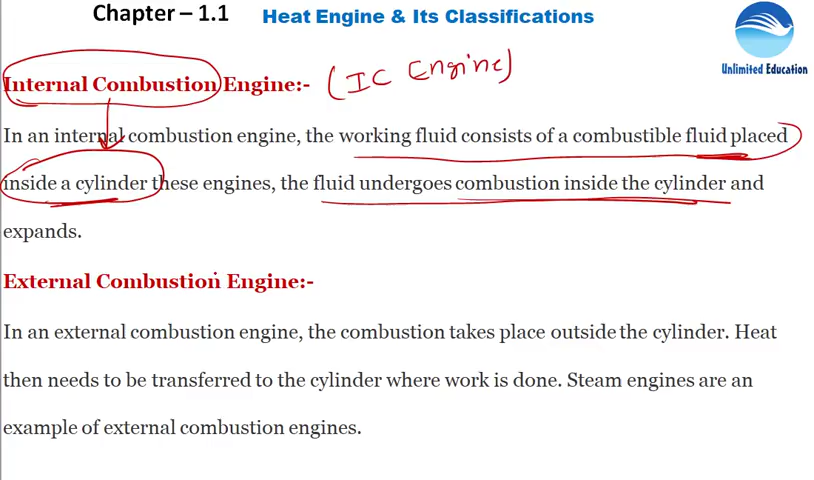 Chapter – 1.1
Heat Engine & Its Classifications
Unlimited Education
Internal Combustion Engine:- (IC Engine)
In an internal combustion engine, the working fluid consists of a combustible fluid placed
inside a cylinder these engines, the fluid undergoes combustion inside the cylinder and
expands.
External Combustion Engine:-
In an external combustion engine, the combustion takes place outside the cylinder. Heat
then needs to be transferred to the cylinder where work is done. Steam engines are an
example of external combustion engines.